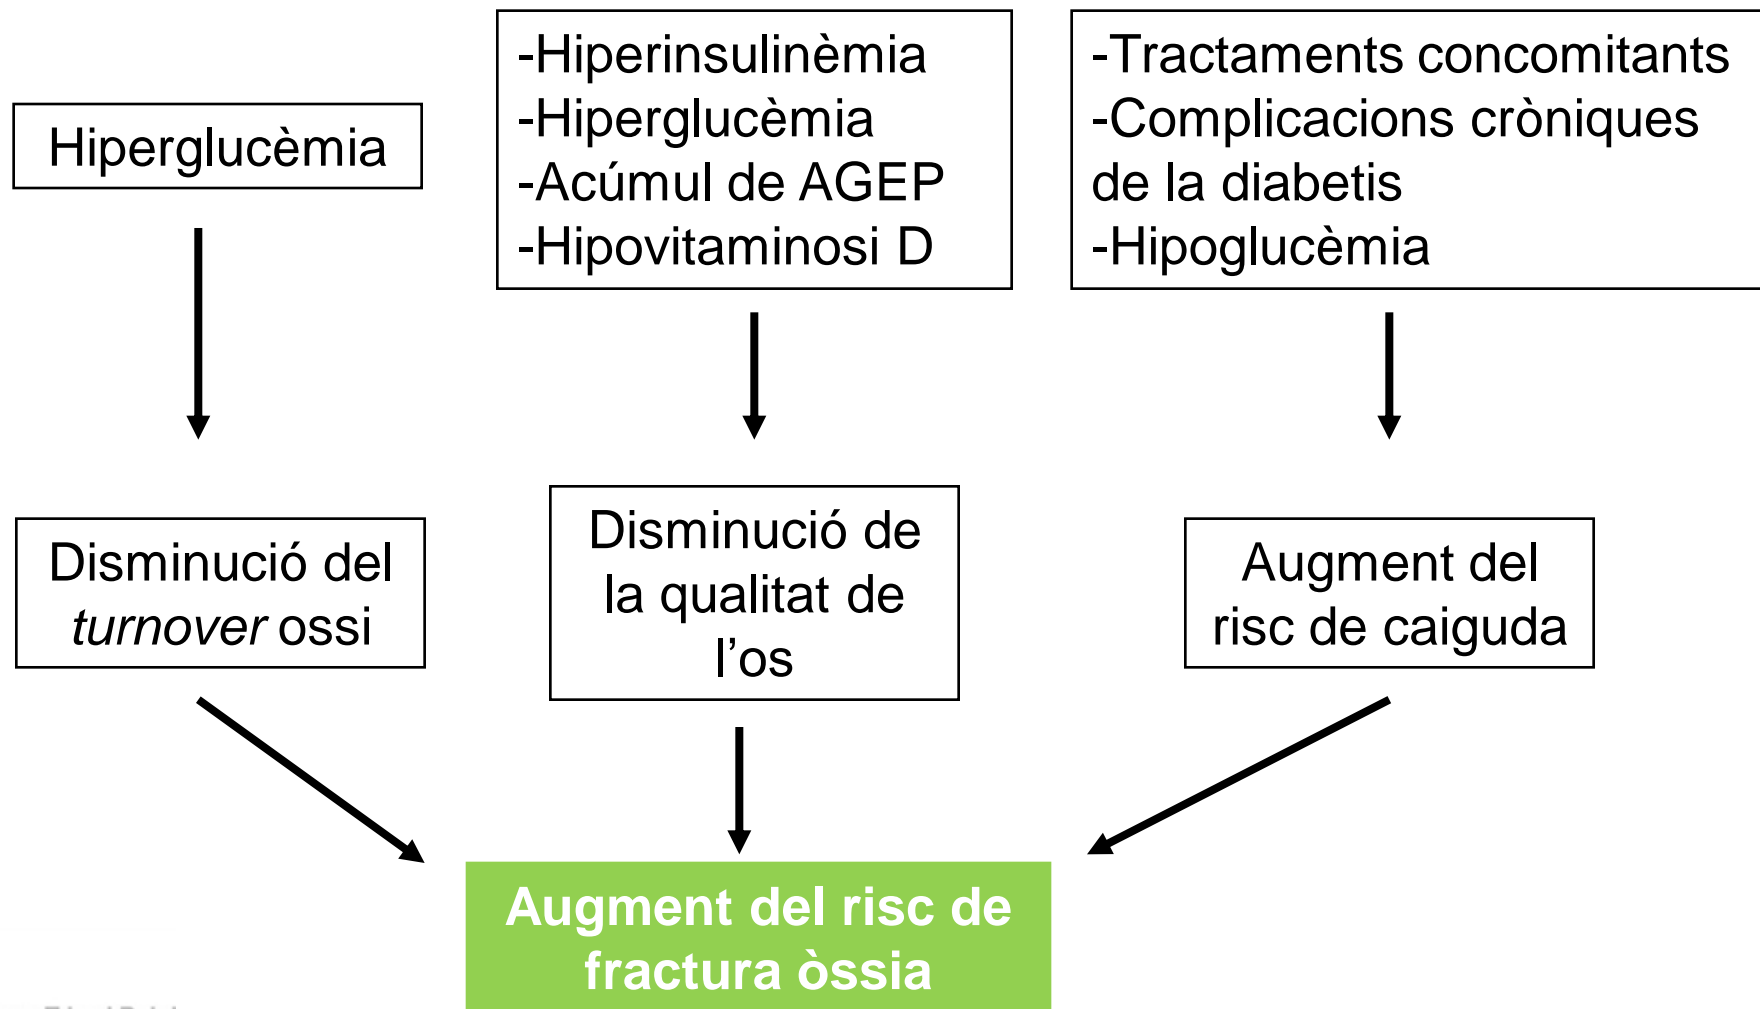 Hiperglucèmia
-Hiperinsulinèmia
-Hiperglucèmia
-Acúmul de AGEP
-Hipovitaminosi D
-Tractaments concomitants
-Complicacions cròniques
de la diabetis
-Hipoglucèmia
Disminució del
turnover ossi
Disminució de
la qualitat de
l’os
Augment del
risc de caiguda
Augment del risc de
fractura òssia